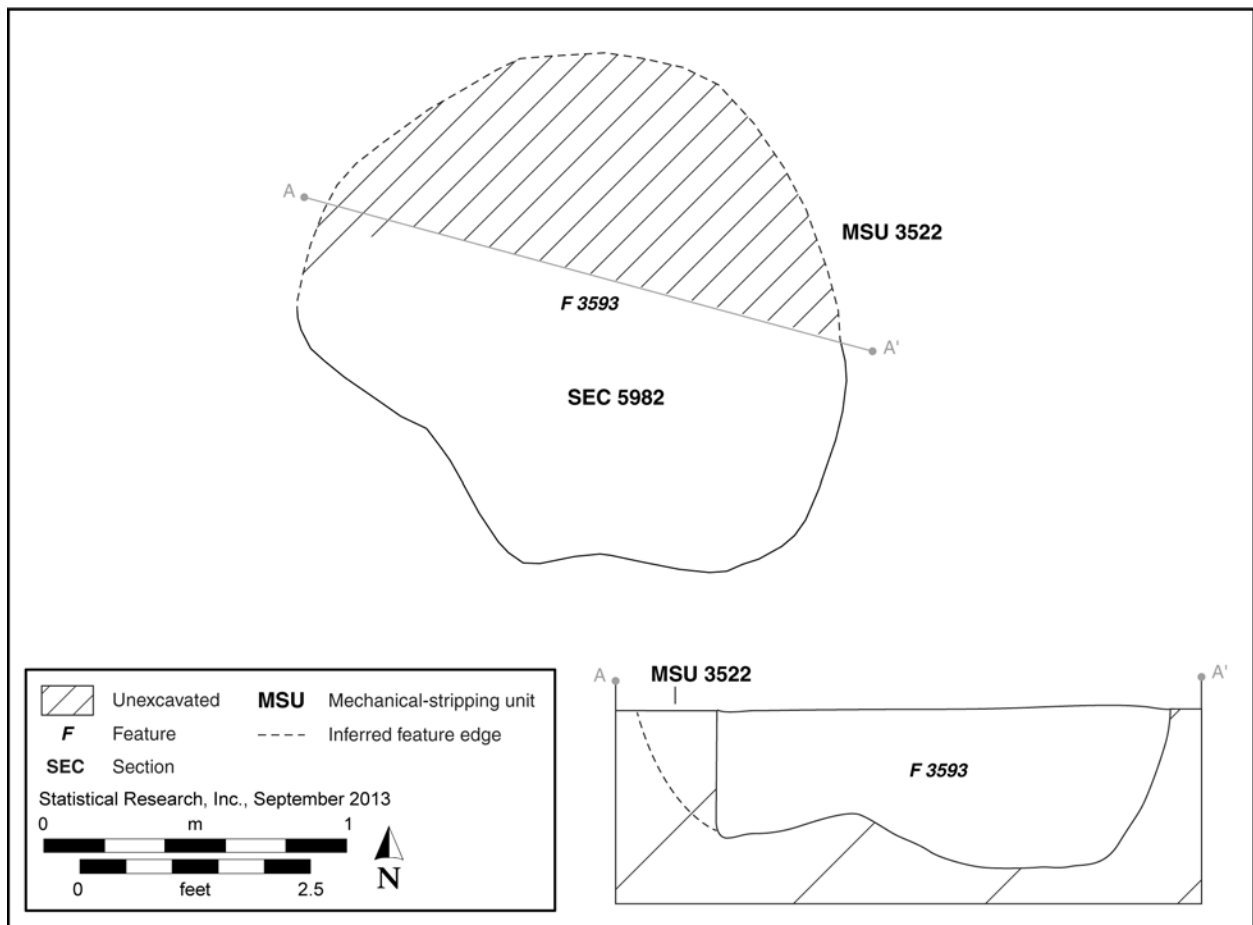 A
MSU 3522
F 3593
A'
SEC 5982
A
MSU 3522
A'
F 3593
Unexcavated
MSU Mechanical-stripping unit
F Feature
Inferred feature edge
SEC Section
Statistical Research, Inc., September 2013
0 m 1
0 feet 2.5
N